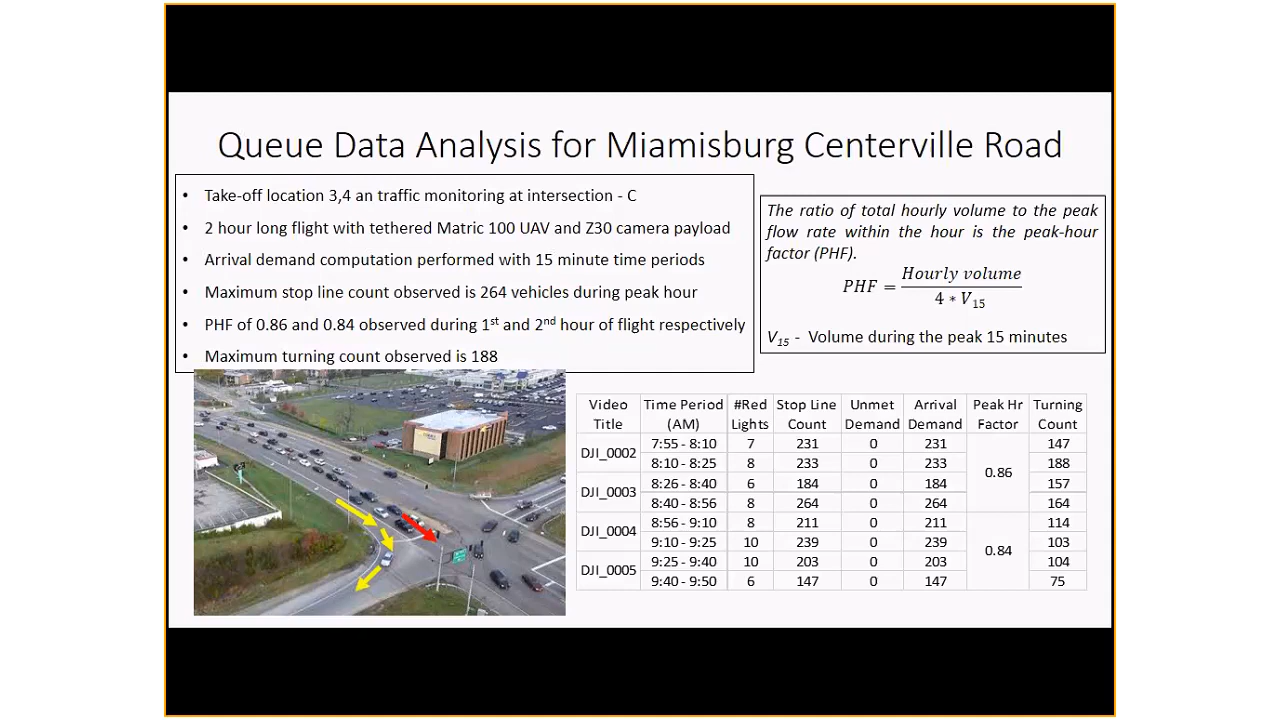 Queue Data Analysis for Miamisburg Centerville Road
• Take-off location 3,4 an traffic monitoring at intersection - C
• 2 hour long flight with tethered Matric 100 UAV and Z30 camera payload
• Arrival demand computation performed with 15 minute time periods
• Maximum stop line count observed is 264 vehicles during peak hour
• PHF of 0.86 and 0.84 observed during 1st and 2nd hour of flight respectively
• Maximum turning count observed is 188
The ratio of total hourly volume to the peak
flow rate within the hour is the peak-hour
factor (PHF).
PHF = Hourly volume / 4 * V15
V15 - Volume during the peak 15 minutes
Video Title | Time Period (AM) | #Red Lights | Stop Line Count | Unmet Demand | Arrival Demand | Peak Hr Factor | Turning Count
DJI_0002 | 7:55 - 8:10 | 7 | 231 | 0 | 231 | 0.86 | 147
8:10 - 8:25 | 8 | 233 | 0 | 233 | 188
DJI_0003 | 8:26 - 8:40 | 6 | 184 | 0 | 184 | 157
8:40 - 8:56 | 8 | 264 | 0 | 264 | 164
DJI_0004 | 8:56 - 9:10 | 8 | 211 | 0 | 211 | 0.84 | 114
9:10 - 9:25 | 10 | 239 | 0 | 239 | 103
DJI_0005 | 9:25 - 9:40 | 10 | 203 | 0 | 203 | 104
9:40 - 9:50 | 6 | 147 | 0 | 147 | 75